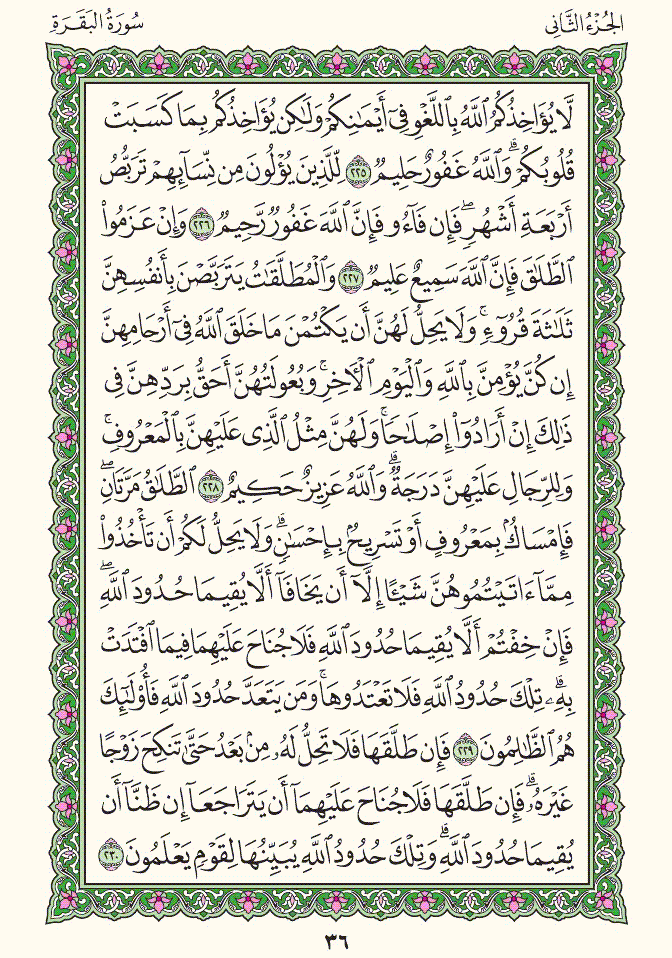 الجُزْءُ الثَّانِي
سُورَةُ البَقَرَةِ
لَّا يُؤَاخِذُكُمُ ٱللَّهُ بِٱللَّغْوِ فِىٓ أَيْمَـٰنِكُمْ وَلَـٰكِن يُؤَاخِذُكُم بِمَا كَسَبَتْ
قُلُوبُكُمْ ۗ وَٱللَّهُ غَفُورٌ حَلِيمٌ ٢٢٥ لِّلَّذِينَ يُؤْلُونَ مِن نِّسَآئِهِمْ تَرَبُّصُ
أَرْبَعَةِ أَشْهُرٍ ۖ فَإِن فَآءُو فَإِنَّ ٱللَّهَ غَفُورٌ رَّحِيمٌ ٢٢٦ وَإِنْ عَزَمُوا۟
ٱلطَّلَـٰقَ فَإِنَّ ٱللَّهَ سَمِيعٌ عَلِيمٌ ٢٢٧ وَٱلْمُطَلَّقَـٰتُ يَتَرَبَّصْنَ بِأَنفُسِهِنَّ
ثَلَـٰثَةَ قُرُوٓءٍ ۚ وَلَا يَحِلُّ لَهُنَّ أَن يَكْتُمْنَ مَا خَلَقَ ٱللَّهُ فِىٓ أَرْحَامِهِنَّ
إِن كُنَّ يُؤْمِنَّ بِٱللَّهِ وَٱلْيَوْمِ ٱلْـَٔاخِرِ ۚ وَبُعُولَتُهُنَّ أَحَقُّ بِرَدِّهِنَّ فِى
ذَٰلِكَ إِنْ أَرَادُوٓا۟ إِصْلَـٰحًا ۚ وَلَهُنَّ مِثْلُ ٱلَّذِى عَلَيْهِنَّ بِٱلْمَعْرُوفِ ۚ
وَلِلرِّجَالِ عَلَيْهِنَّ دَرَجَةٌ ۗ وَٱللَّهُ عَزِيزٌ حَكِيمٌ ٢٢٨ ٱلطَّلَـٰقُ مَرَّتَانِ ۖ
فَإِمْسَاكٌۢ بِمَعْرُوفٍ أَوْ تَسْرِيحٌۢ بِإِحْسَـٰنٍ ۗ وَلَا يَحِلُّ لَكُمْ أَن تَأْخُذُوا۟
مِمَّآ ءَاتَيْتُمُوهُنَّ شَيْـًٔا إِلَّآ أَن يَخَافَآ أَلَّا يُقِيمَا حُدُودَ ٱللَّهِ ۖ
فَإِنْ خِفْتُمْ أَلَّا يُقِيمَا حُدُودَ ٱللَّهِ فَلَا جُنَاحَ عَلَيْهِمَا فِيمَا ٱفْتَدَتْ
بِهِۦ ۗ تِلْكَ حُدُودُ ٱللَّهِ فَلَا تَعْتَدُوهَا ۚ وَمَن يَتَعَدَّ حُدُودَ ٱللَّهِ فَأُو۟لَـٰٓئِكَ
هُمُ ٱلظَّـٰلِمُونَ ٢٢٩ فَإِن طَلَّقَهَا فَلَا تَحِلُّ لَهُۥ مِنۢ بَعْدُ حَتَّىٰ تَنكِحَ زَوْجًا
غَيْرَهُۥ ۗ فَإِن طَلَّقَهَا فَلَا جُنَاحَ عَلَيْهِمَآ أَن يَتَرَاجَعَآ إِن ظَنَّآ أَن
يُقِيمَا حُدُودَ ٱللَّهِ ۗ وَتِلْكَ حُدُودُ ٱللَّهِ يُبَيِّنُهَا لِقَوْمٍ يَعْلَمُونَ ٢٣٠
٣٦